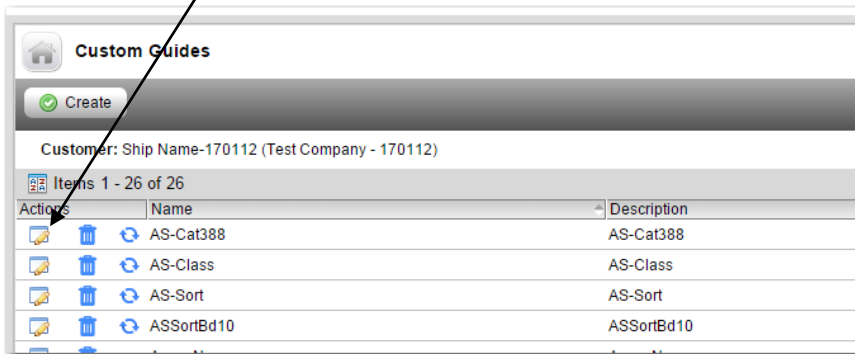 Custom Guides
Create
Customer: Ship Name-170112 (Test Company - 170112)
Items 1 - 26 of 26
Actions Name Description
AS-Cat388 AS-Cat388
AS-Class AS-Class
AS-Sort AS-Sort
ASSortBd10 ASSortBd10